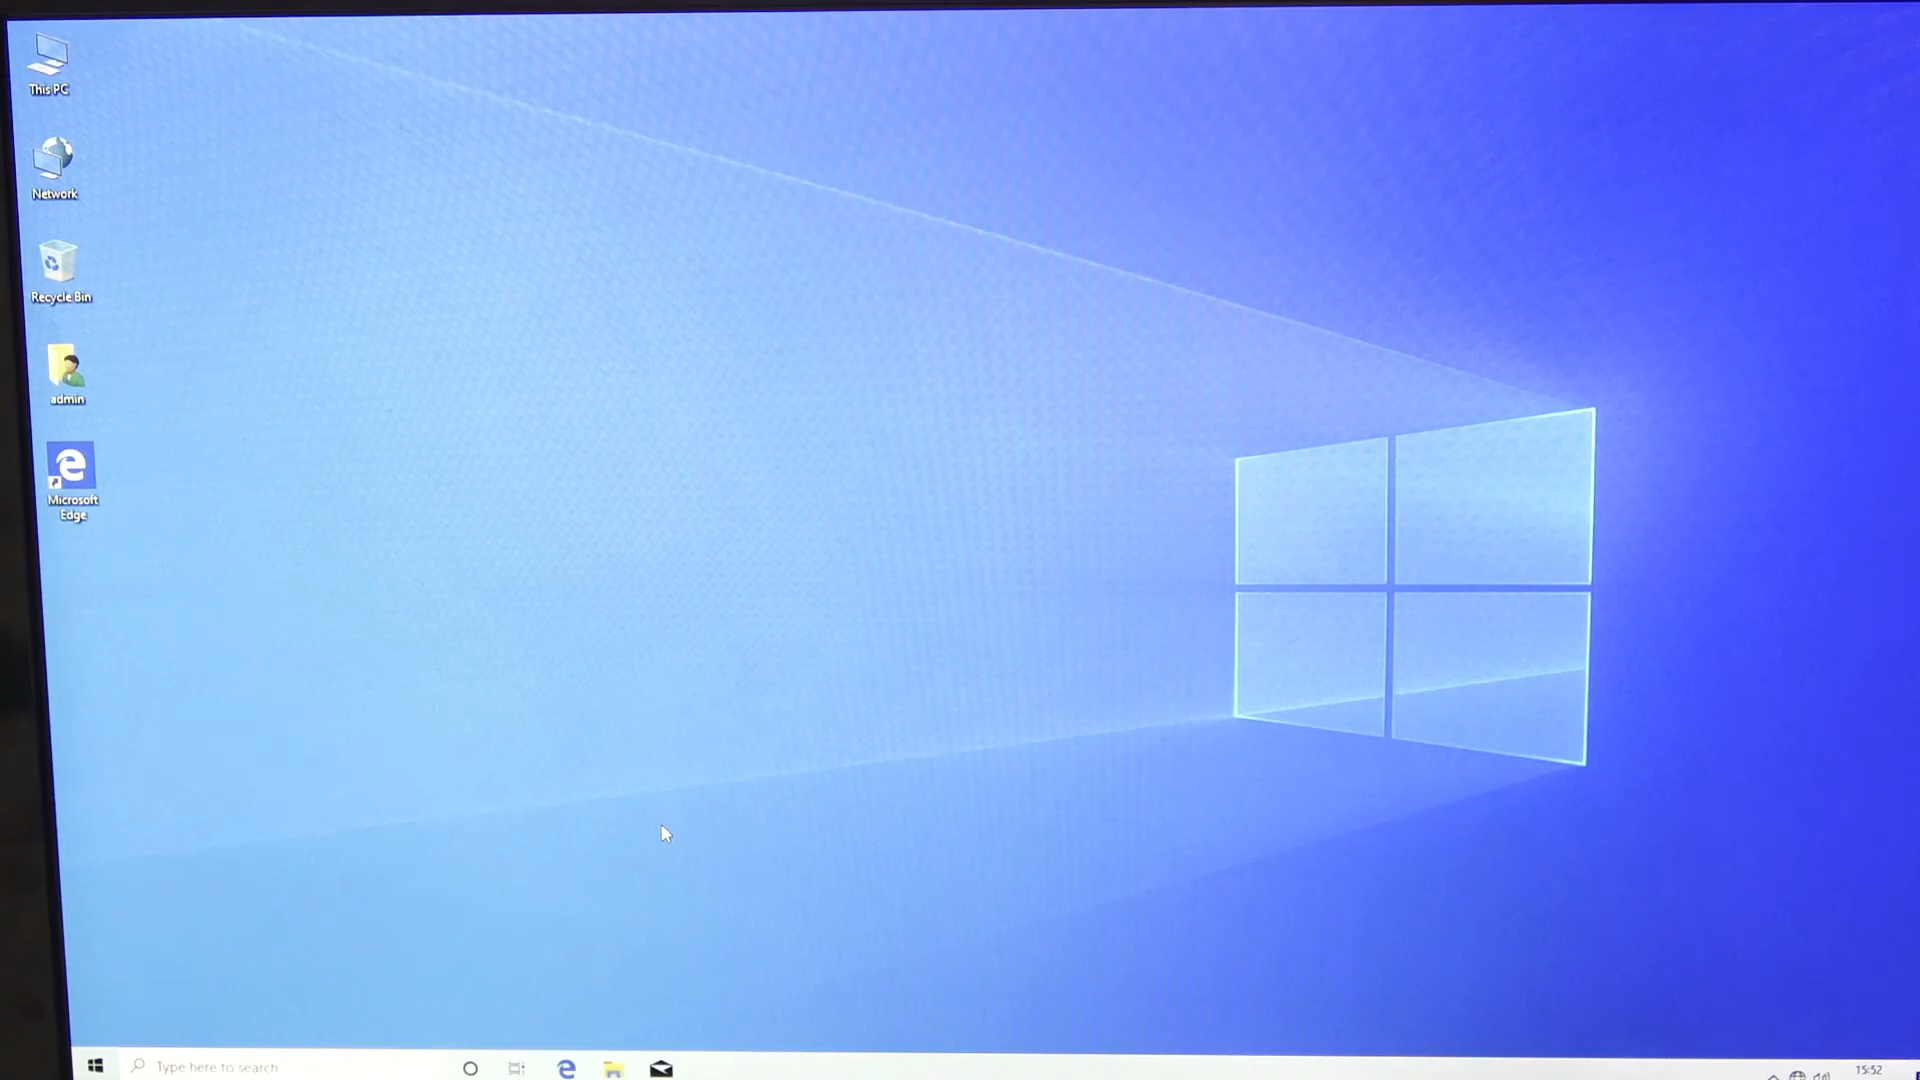 This PC
Network
Recycle Bin
admin
Microsoft
Edge
Type here to search
15:52